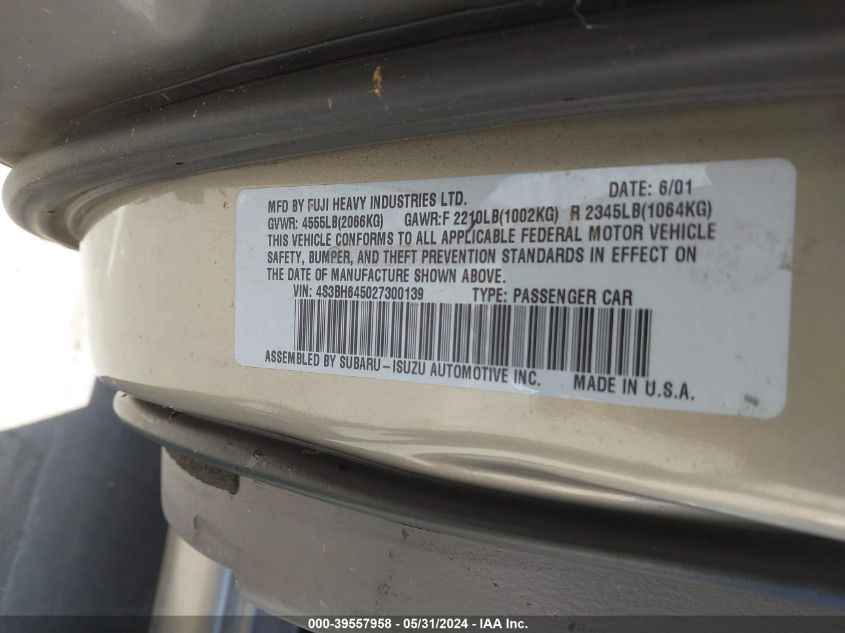 MFD BY FUJI HEAVY INDUSTRIES LTD. DATE: 6/01
GVWR: 4555LB(2066KG) GAWR:F 2210LB(1002KG) R 2345LB(1064KG)
THIS VEHICLE CONFORMS TO ALL APPLICABLE FEDERAL MOTOR VEHICLE
SAFETY, BUMPER, AND THEFT PREVENTION STANDARDS IN EFFECT ON
THE DATE OF MANUFACTURE SHOWN ABOVE.
VIN: 4S3BH645027300139 TYPE: PASSENGER CAR
ASSEMBLED BY SUBARU-ISUZU AUTOMOTIVE INC. MADE IN U.S.A.
000-39557958 - 05/31/2024 - IAA Inc.